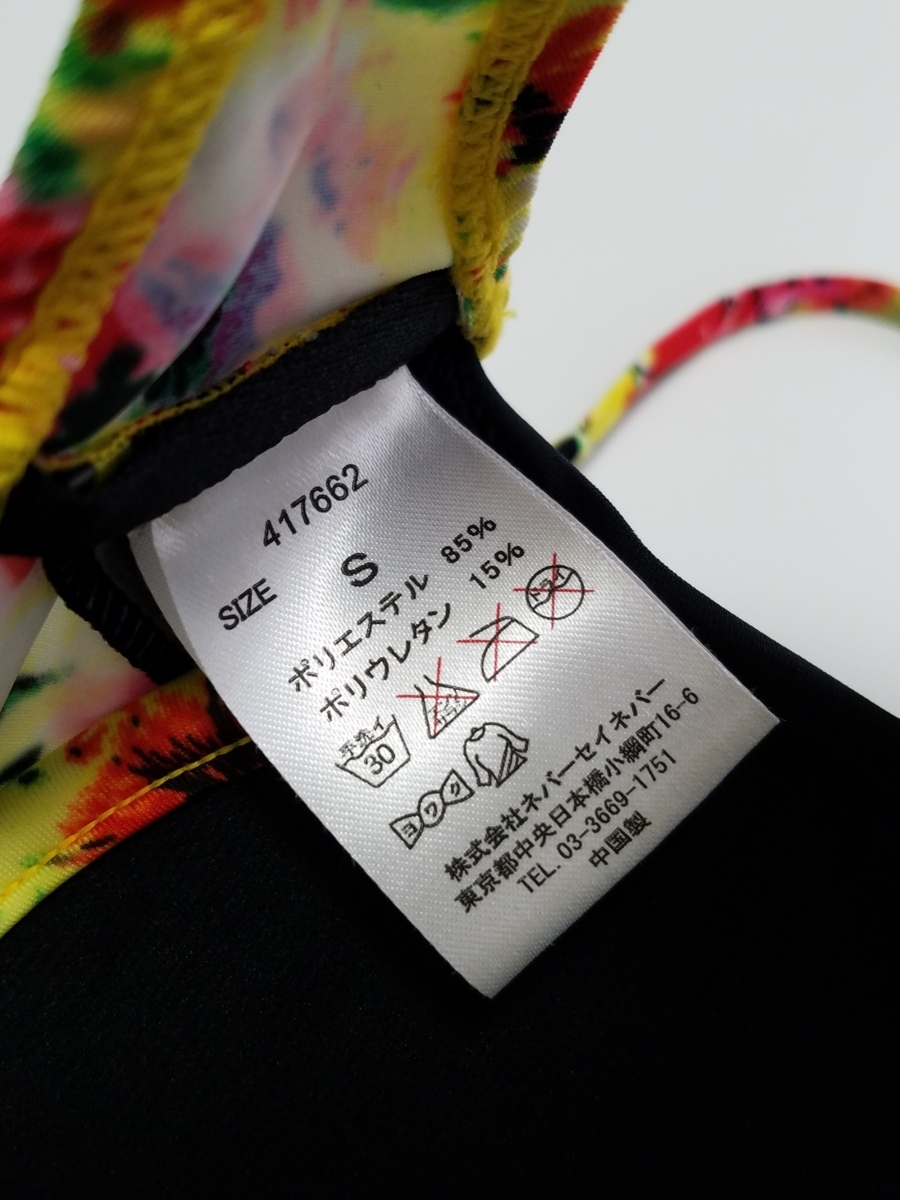 417662
SIZE S
ポリエステル 85%
ポリウレタン 15%
手洗イ
30
ドライ
ヨワク
株式会社ネバーセイネバー
東京都中央日本橋小網町16-6
TEL. 03-3669-1751
中国製